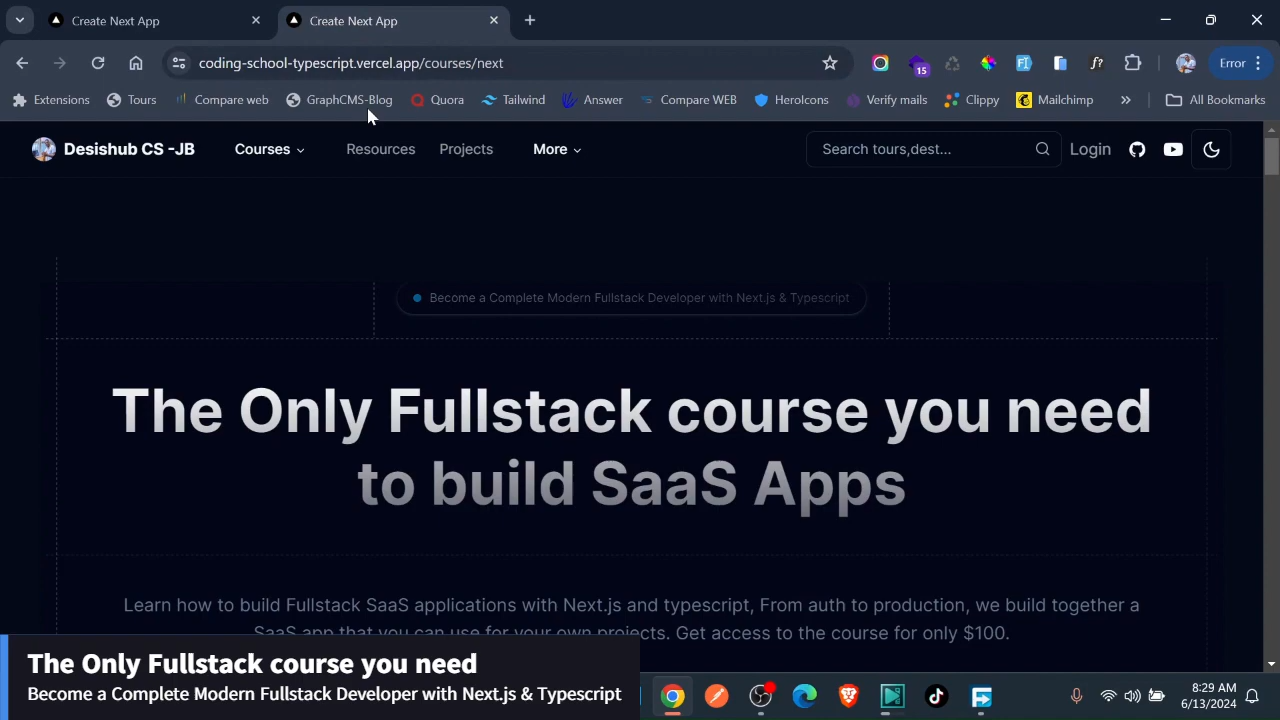 Create Next App
Create Next App
coding-school-typescript.vercel.app/courses/next
15
Error
Extensions
Tours
Compare web
GraphCMS-Blog
Quora
Tailwind
Answer
Compare WEB
HeroIcons
Verify mails
Clippy
Mailchimp
All Bookmarks
Desishub CS -JB
Courses
Resources
Projects
More
Search tours,dest...
Login
Become a Complete Modern Fullstack Developer with Next.js & Typescript
The Only Fullstack course you need
to build SaaS Apps
Learn how to build Fullstack SaaS applications with Next.js and typescript, From auth to production, we build together a
SaaS app that you can use for your own projects. Get access to the course for only $100.
The Only Fullstack course you need
Become a Complete Modern Fullstack Developer with Next.js & Typescript
8:29 AM
6/13/2024